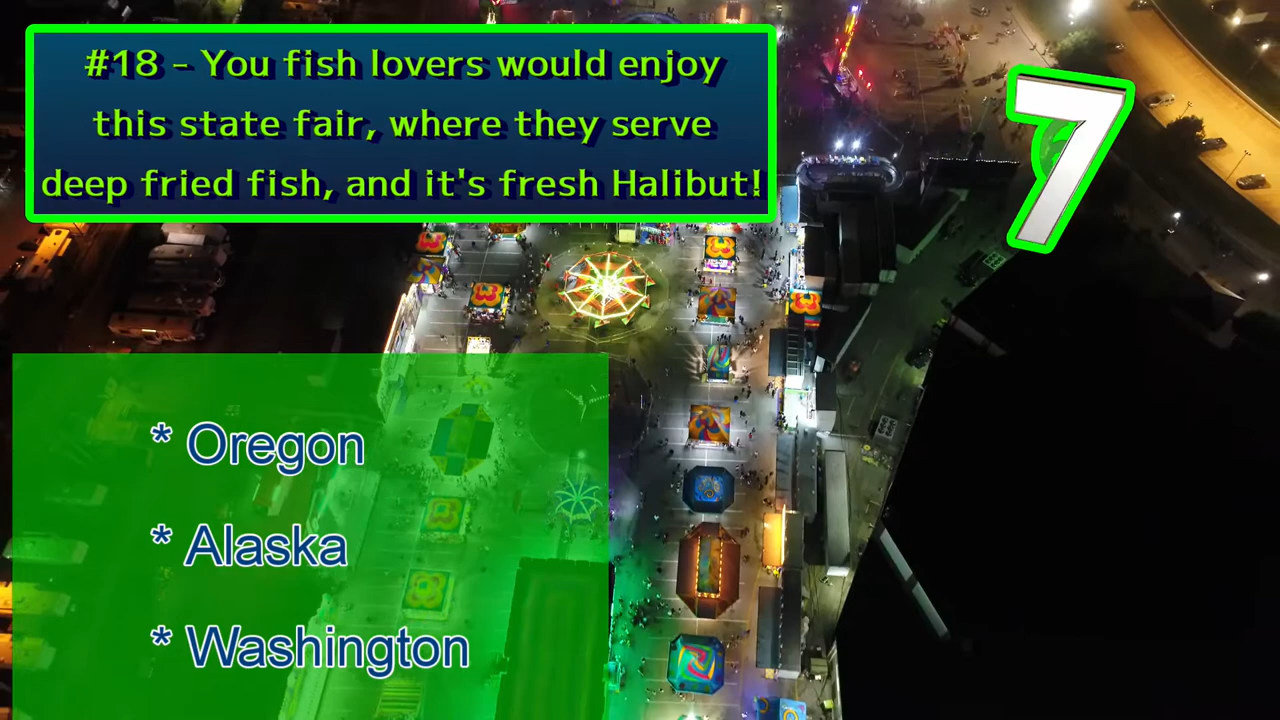 #18 - You fish lovers would enjoy
this state fair, where they serve
deep fried fish, and it's fresh Halibut!
7
* Oregon
* Alaska
* Washington